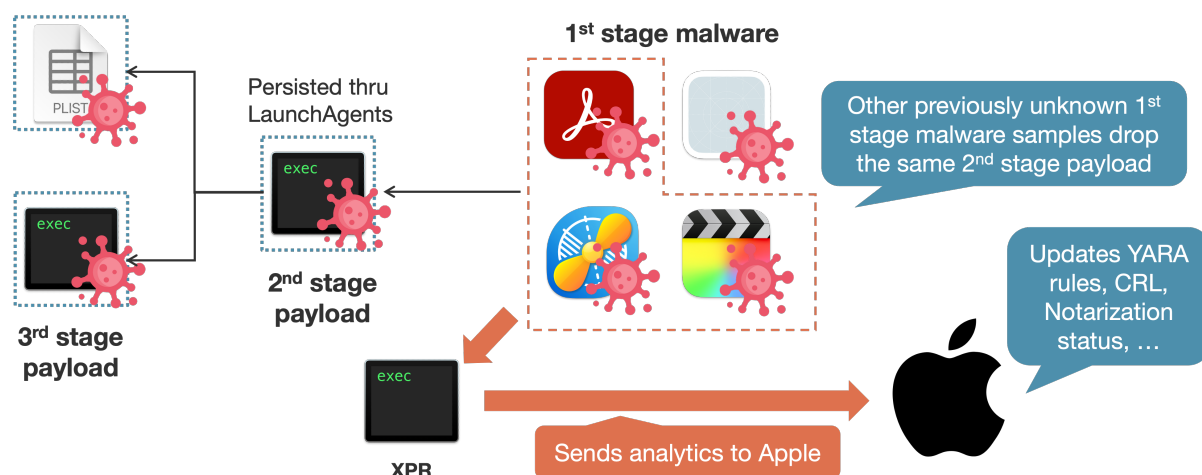 1st stage malware
PLIST
Persisted thru
LaunchAgents
exec
2nd stage
payload
exec
3rd stage
payload
Other previously unknown 1st
stage malware samples drop
the same 2nd stage payload
Updates YARA
rules, CRL,
Notarization
status, …
exec
XPR
Sends analytics to Apple